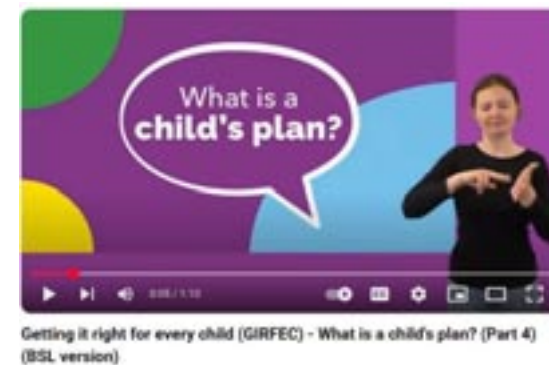 What is a
child's plan?
Getting it right for every child (GIRFEC) - What is a child's plan? (Part 4)
(BSL version)